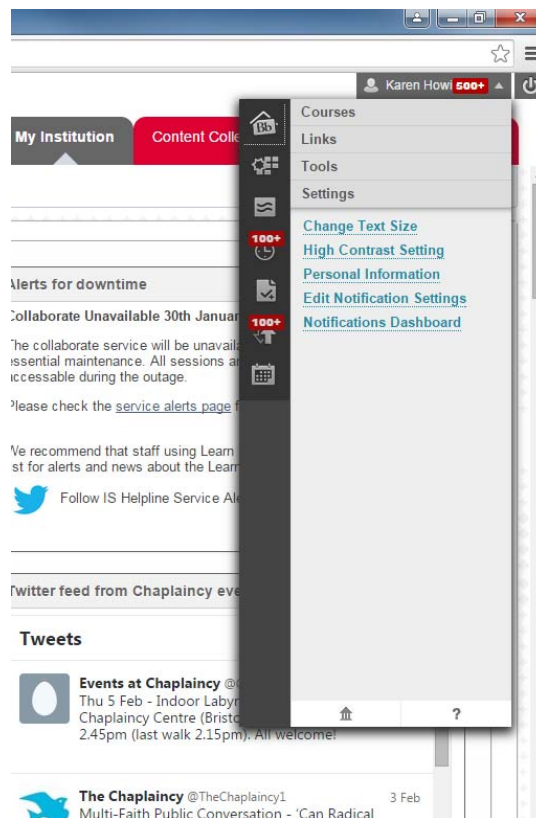 Karen Howi 500+
My Institution
Content Colle
Bb
Courses
Links
Tools
Settings
Change Text Size
High Contrast Setting
Personal Information
Edit Notification Settings
Notifications Dashboard
100+
100+
?
Alerts for downtime
Collaborate Unavailable 30th Januar
The collaborate service will be unavaila
essential maintenance. All sessions a
accessable during the outage.
Please check the service alerts page f
We recommend that staff using Learn
ist for alerts and news about the Learn
Follow IS Helpline Service Ale
Twitter feed from Chaplaincy eve
Tweets
Events at Chaplaincy
Thu 5 Feb - Indoor Labyr
Chaplaincy Centre (Bristo
2.45pm (last walk 2.15pm). All welcome!
The Chaplaincy @TheChaplaincy1 3 Feb
Multi-Faith Public Conversation - 'Can Radical